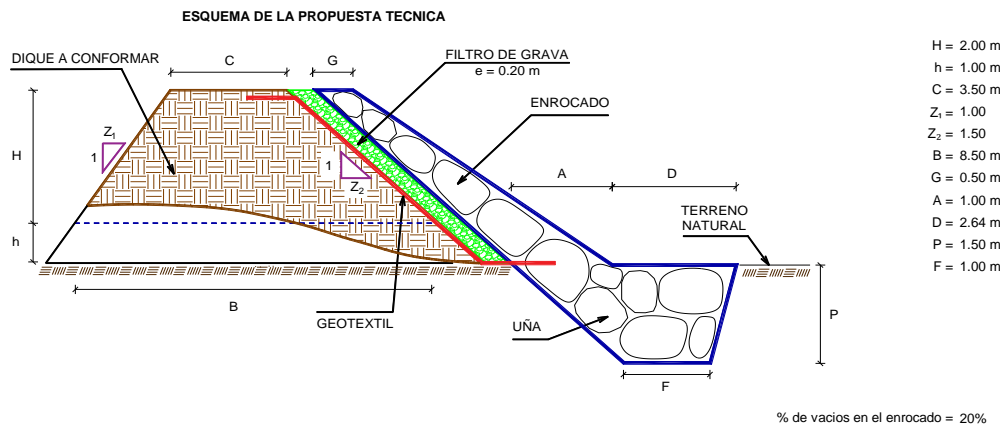 ESQUEMA DE LA PROPUESTA TECNICA
DIQUE A CONFORMAR
C
G
FILTRO DE GRAVA
e = 0.20 m
ENROCADO
H
h
Z1
1
1
Z2
A
D
TERRENO
NATURAL
B
GEOTEXTIL
UÑA
P
F
H = 2.00 m
h = 1.00 m
C = 3.50 m
Z1 = 1.00
Z2 = 1.50
B = 8.50 m
G = 0.50 m
A = 1.00 m
D = 2.64 m
P = 1.50 m
F = 1.00 m
% de vacios en el enrocado = 20%